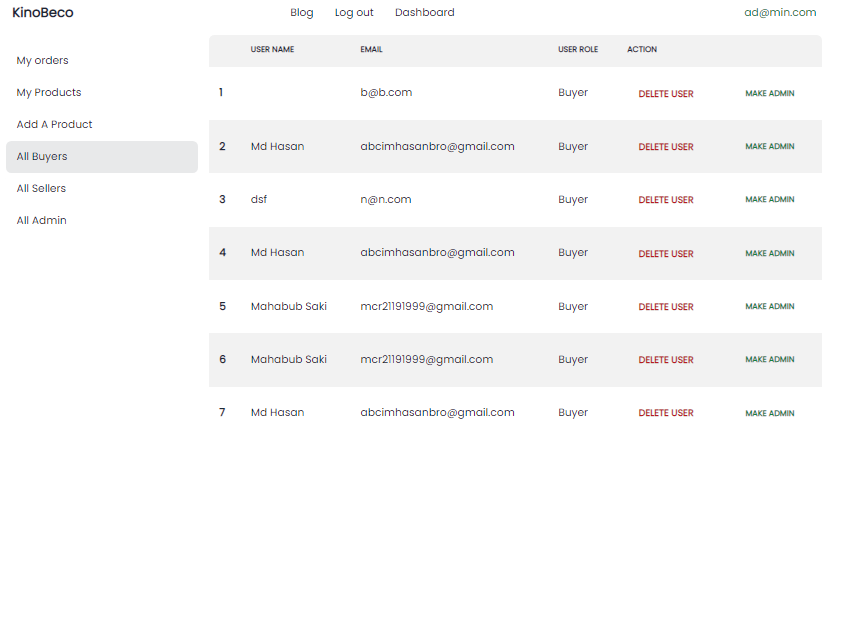 KinoBeco Blog Log out Dashboard ad@min.com
My orders
My Products
Add A Product
All Buyers
All Sellers
All Admin
USER NAME EMAIL USER ROLE ACTION
1 b@b.com Buyer DELETE USER MAKE ADMIN
2 Md Hasan abcimhasanbro@gmail.com Buyer DELETE USER MAKE ADMIN
3 dsf n@n.com Buyer DELETE USER MAKE ADMIN
4 Md Hasan abcimhasanbro@gmail.com Buyer DELETE USER MAKE ADMIN
5 Mahabub Saki mcr21191999@gmail.com Buyer DELETE USER MAKE ADMIN
6 Mahabub Saki mcr21191999@gmail.com Buyer DELETE USER MAKE ADMIN
7 Md Hasan abcimhasanbro@gmail.com Buyer DELETE USER MAKE ADMIN